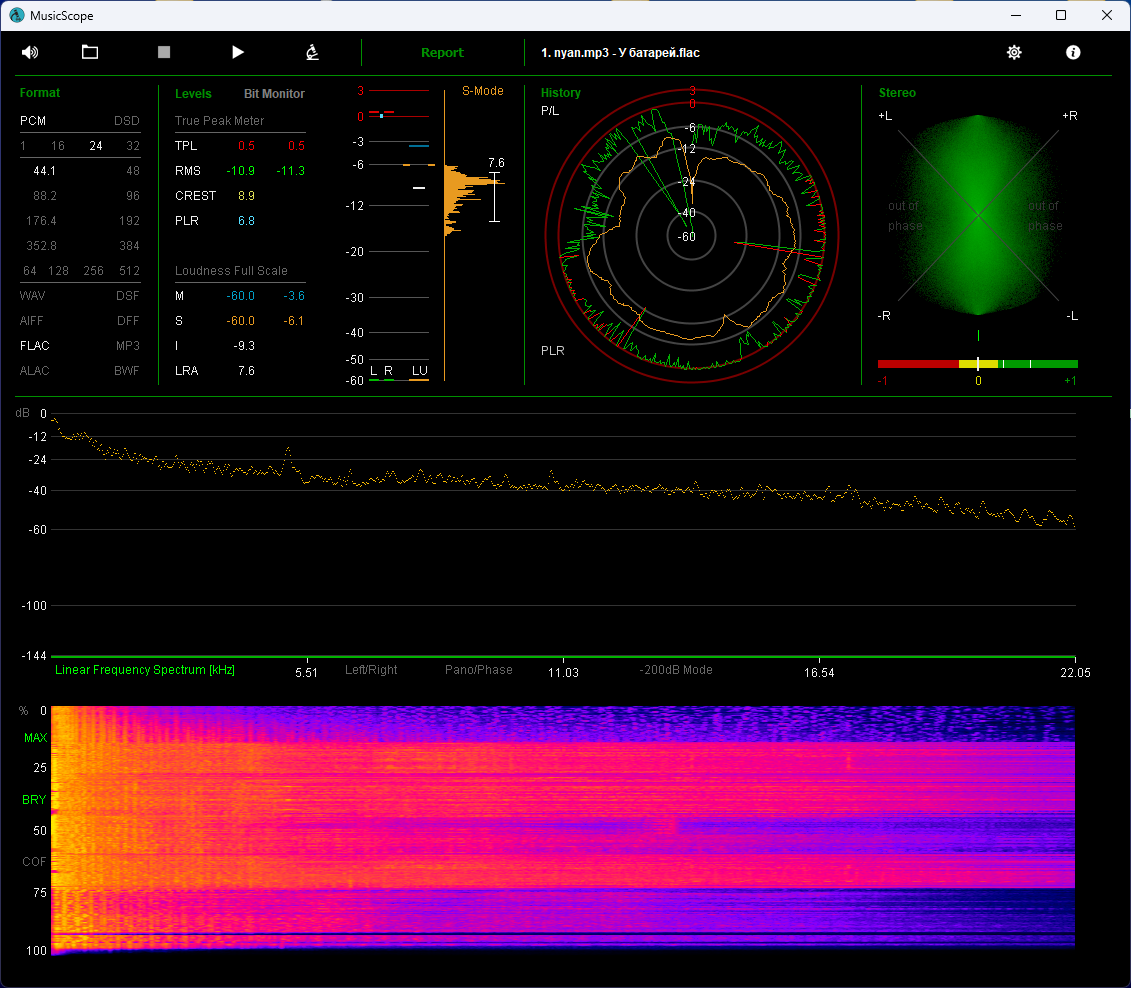 MusicScope
Report
1. nyan.mp3 - У батарей.flac
Format
PCM DSD
1 16 24 32
44.1 48
88.2 96
176.4 192
352.8 384
64 128 256 512
WAV DSF
AIFF DFF
FLAC MP3
ALAC BWF
Levels Bit Monitor
True Peak Meter
TPL 0.5 0.5
RMS -10.9 -11.3
CREST 8.9
PLR 6.8
Loudness Full Scale
M -60.0 -3.6
S -60.0 -6.1
I -9.3
LRA 7.6
3
0
-3
-6
-12
-20
-30
-40
-50
-60
L R LU
S-Mode
7.6
History
P/L
3
0
-6
-12
-24
-40
-60
PLR
Stereo
+L +R
out of phase
out of phase
-R -L
-1 0 +1
dB 0
-12
-24
-40
-60
-100
-144
Linear Frequency Spectrum [kHz] 5.51 Left/Right Pano/Phase 11.03 -200dB Mode 16.54 22.05
% 0
MAX
25
BRY
50
COF
75
100